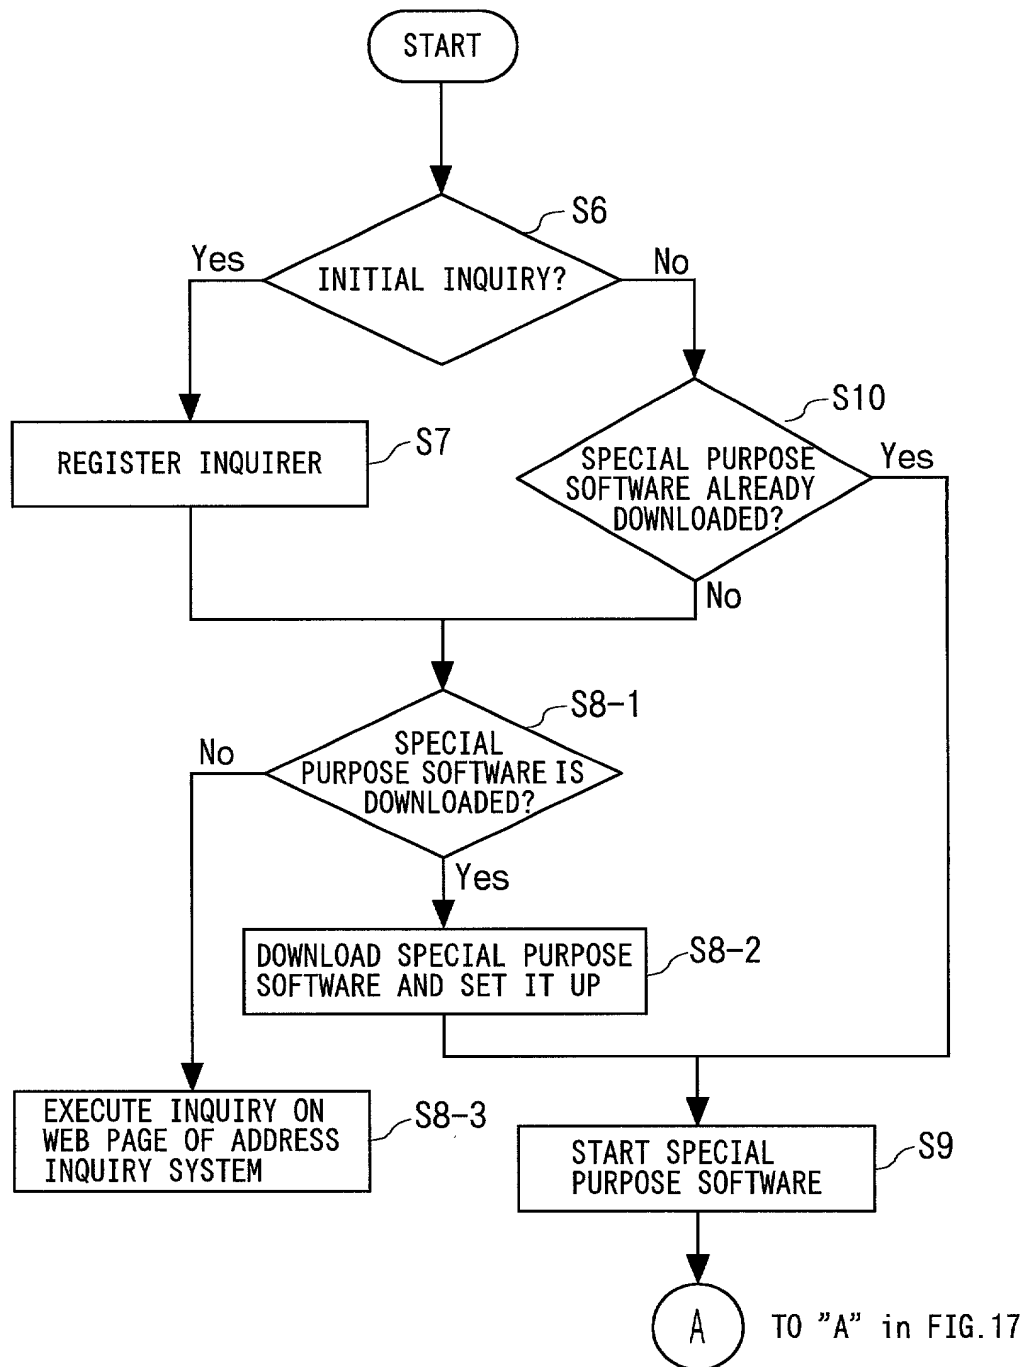 START
S6
Yes
No
INITIAL INQUIRY?
S10
S7
REGISTER INQUIRER
Yes
SPECIAL PURPOSE
SOFTWARE ALREADY
DOWNLOADED?
No
S8-1
No
SPECIAL
PURPOSE SOFTWARE IS
DOWNLOADED?
Yes
S8-2
DOWNLOAD SPECIAL PURPOSE
SOFTWARE AND SET IT UP
S8-3
EXECUTE INQUIRY ON
WEB PAGE OF ADDRESS
INQUIRY SYSTEM
S9
START SPECIAL
PURPOSE SOFTWARE
A
TO "A" in FIG.17